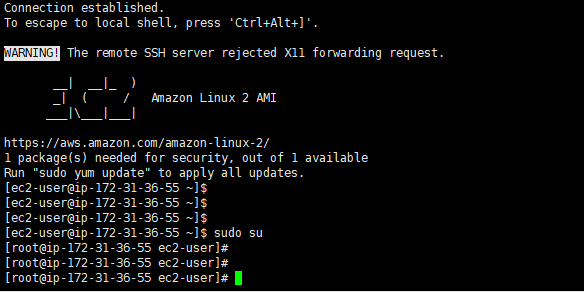 Connection established.
To escape to local shell, press 'Ctrl+Alt+]'.
WARNING! The remote SSH server rejected X11 forwarding request.
       __|  __|_  )
       _|  (     /   Amazon Linux 2 AMI
      ___|\___|___|
https://aws.amazon.com/amazon-linux-2/
1 package(s) needed for security, out of 1 available
Run "sudo yum update" to apply all updates.
[ec2-user@ip-172-31-36-55 ~]$
[ec2-user@ip-172-31-36-55 ~]$
[ec2-user@ip-172-31-36-55 ~]$
[ec2-user@ip-172-31-36-55 ~]$ sudo su
[root@ip-172-31-36-55 ec2-user]#
[root@ip-172-31-36-55 ec2-user]#
[root@ip-172-31-36-55 ec2-user]#